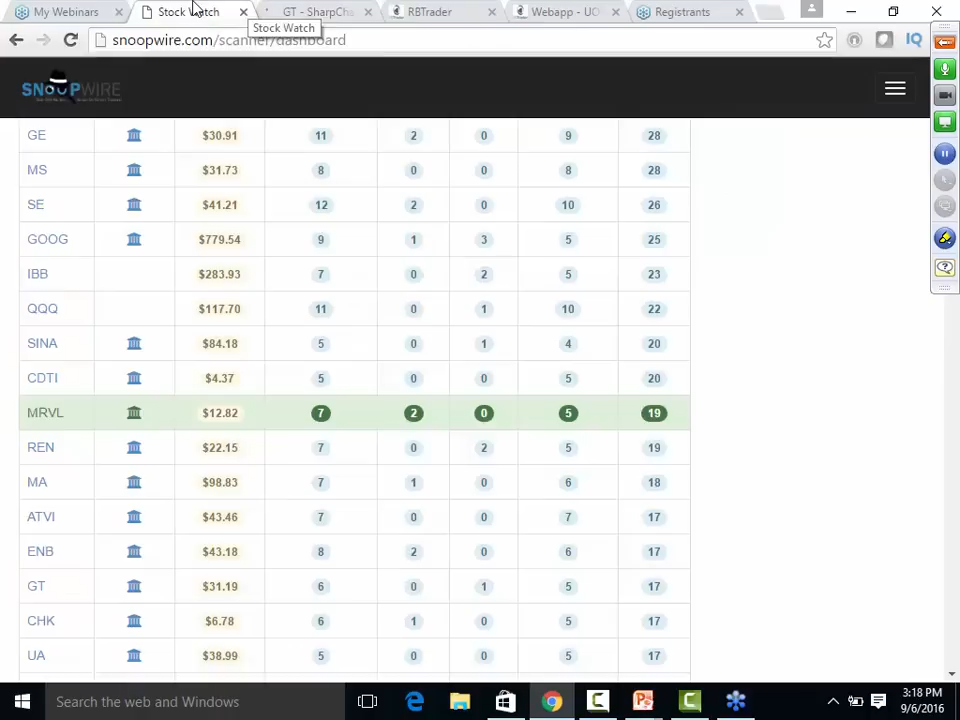 My Webinars
Stock Watch
GT - SharpCha
RBTrader
Webapp - UO
Registrants
snoopwire.com/scanner/dashboard
Stock Watch
IQ
SNOOPWIRE
GE $30.91 11 2 0 9 28
MS $31.73 8 0 0 8 28
SE $41.21 12 2 0 10 26
GOOG $779.54 9 1 3 5 25
IBB $283.93 7 0 2 5 23
QQQ $117.70 11 0 1 10 22
SINA $84.18 5 0 1 4 20
CDTI $4.37 5 0 0 5 20
MRVL $12.82 7 2 0 5 19
REN $22.15 7 0 2 5 19
MA $98.83 7 1 0 6 18
ATVI $43.46 7 0 0 7 17
ENB $43.18 8 2 0 6 17
GT $31.19 6 0 1 5 17
CHK $6.78 6 1 0 5 17
UA $38.99 5 0 0 5 17
Search the web and Windows
3:18 PM
9/6/2016